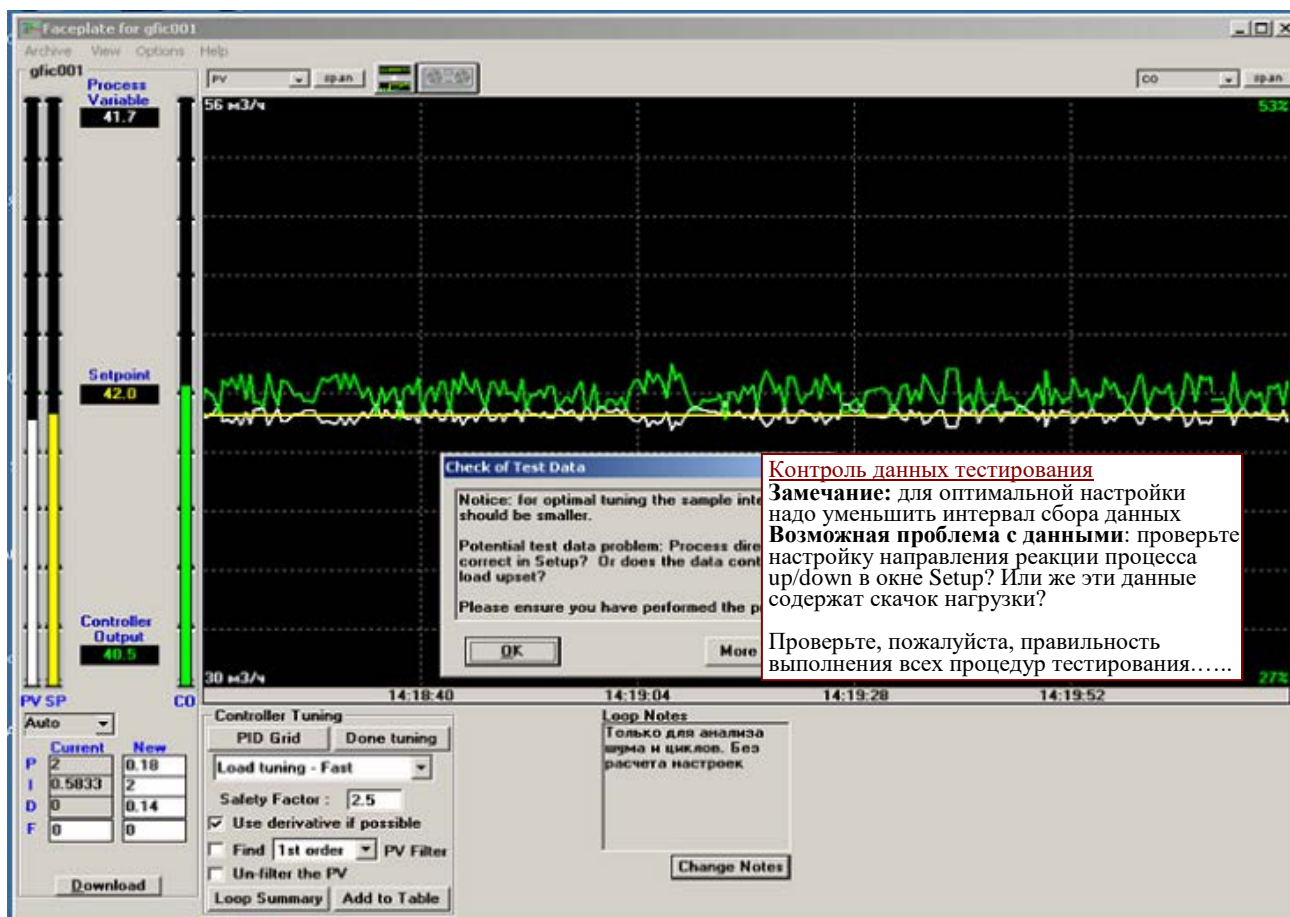 Faceplate for gfic001
Archive View Options Help
gfic001
PV span CO span
Process
Variable
41.7
56 м3/ч 53%
Setpoint
42.0
Controller
Output
40.5
30 м3/ч 27%
PV SP CO
14:18:40 14:19:04 14:19:28 14:19:52
Check of Test Data
Notice: for optimal tuning the sample inte
should be smaller.
Potential test data problem: Process dire
correct in Setup? Or does the data cont
load upset?
Please ensure you have performed the p
OK More
Контроль данных тестирования
Замечание: для оптимальной настройки
надо уменьшить интервал сбора данных
Возможная проблема с данными: проверьте
настройку направления реакции процесса
up/down в окне Setup? Или же эти данные
содержат скачок нагрузки?
Проверьте, пожалуйста, правильность
выполнения всех процедур тестирования……
Auto
Current New
P 2 0.18
I 0.5833 2
D 0 0.14
F 0 0
Download
Controller Tuning
PID Grid Done tuning
Load tuning - Fast
Safety Factor : 2.5
Use derivative if possible
Find 1st order PV Filter
Un-filter the PV
Loop Summary Add to Table
Loop Notes
Только для анализа
шума и циклов. Без
расчета настроек
Change Notes